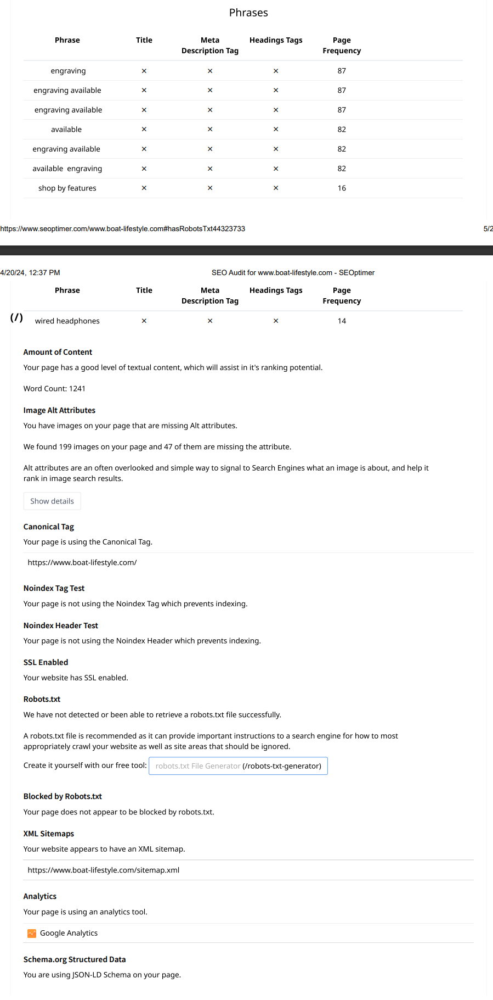 Phrases
Phrase Title Meta Description Tag Headings Tags Page Frequency
engraving × × × 87
engraving available × × × 87
engraving available × × × 87
available × × × 82
engraving available × × × 82
available engraving × × × 82
shop by features × × × 16
https://www.seoptimer.com/www.boat-lifestyle.com#hasRobotsTxt44323733 5/2
4/20/24, 12:37 PM SEO Audit for www.boat-lifestyle.com - SEOptimer
Phrase Title Meta Description Tag Headings Tags Page Frequency
(/) wired headphones × × × 14
Amount of Content
Your page has a good level of textual content, which will assist in it's ranking potential.
Word Count: 1241
Image Alt Attributes
You have images on your page that are missing Alt attributes.
We found 199 images on your page and 47 of them are missing the attribute.
Alt attributes are an often overlooked and simple way to signal to Search Engines what an image is about, and help it
rank in image search results.
Show details
Canonical Tag
Your page is using the Canonical Tag.
https://www.boat-lifestyle.com/
Noindex Tag Test
Your page is not using the Noindex Tag which prevents indexing.
Noindex Header Test
Your page is not using the Noindex Header which prevents indexing.
SSL Enabled
Your website has SSL enabled.
Robots.txt
We have not detected or been able to retrieve a robots.txt file successfully.
A robots.txt file is recommended as it can provide important instructions to a search engine for how to most
appropriately crawl your website as well as site areas that should be ignored.
Create it yourself with our free tool: robots.txt File Generator (/robots-txt-generator)
Blocked by Robots.txt
Your page does not appear to be blocked by robots.txt.
XML Sitemaps
Your website appears to have an XML sitemap.
https://www.boat-lifestyle.com/sitemap.xml
Analytics
Your page is using an analytics tool.
Google Analytics
Schema.org Structured Data
You are using JSON-LD Schema on your page.